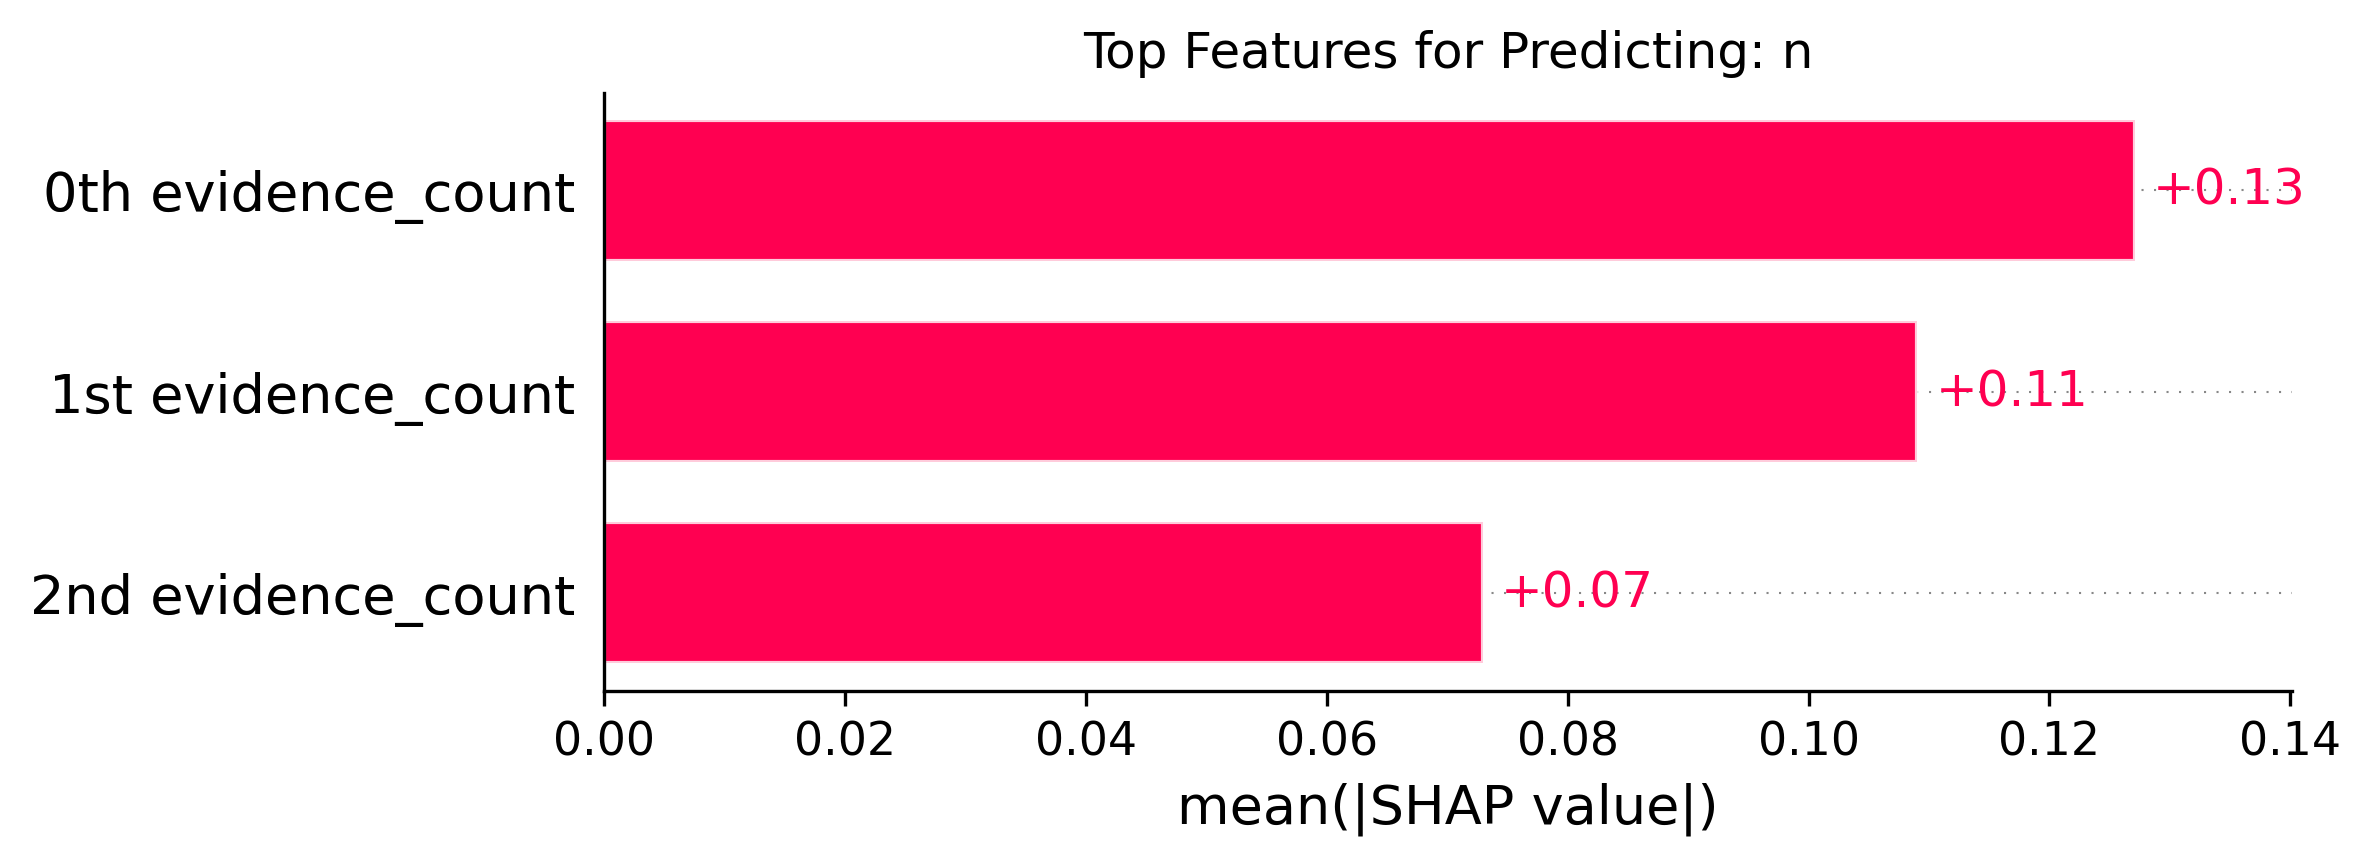 Top Features for Predicting: n
0th evidence_count
+0.13
1st evidence_count
+0.11
2nd evidence_count
+0.07
0.00 0.02 0.04 0.06 0.08 0.10 0.12 0.14
mean(|SHAP value|)